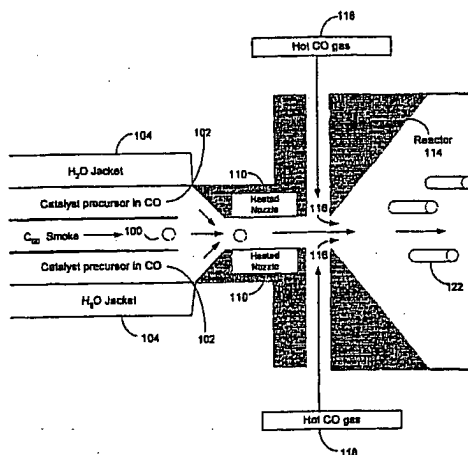 118
Hot CO gas
104
102
H₂O Jacket
110
Reactor
114
Catalyst precursor in CO
Heated
Nozzle
116
C₆₀ Smoke
100
116
Catalyst precursor in CO
Heated
Nozzle
110
122
H₂O Jacket
104
102
Hot CO gas
118